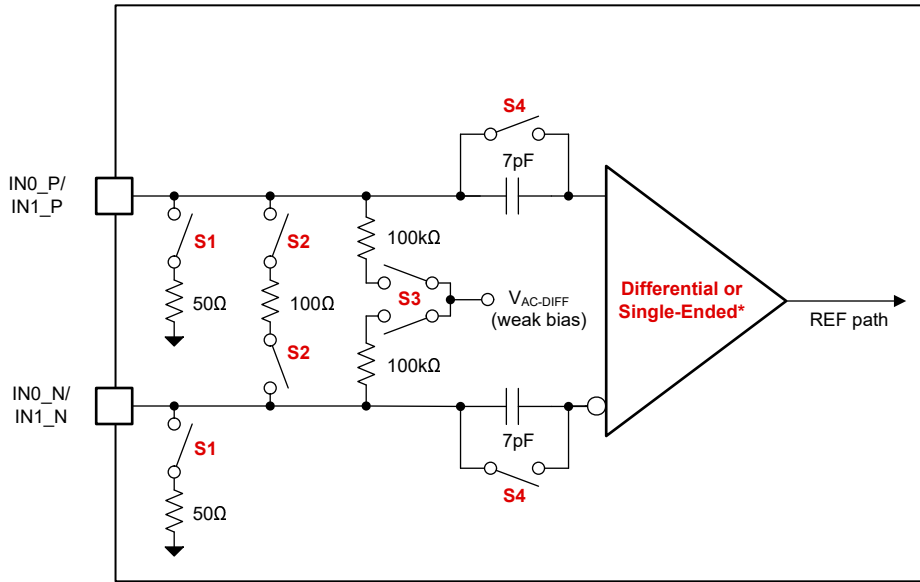 S4
7pF
IN0_P/
IN1_P
S1
50Ω
S2
100Ω
S2
100kΩ
S3
100kΩ
V_AC-DIFF
(weak bias)
Differential or
Single-Ended*
REF path
IN0_N/
IN1_N
S1
50Ω
7pF
S4